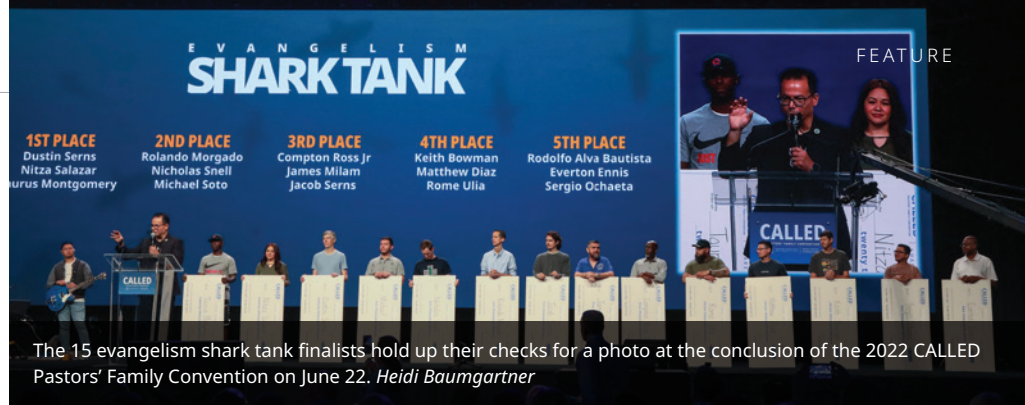 FEATURE
EVANGELISM
SHARK TANK
1ST PLACE
Dustin Serns
Nitza Salazar
aurus Montgomery
2ND PLACE
Rolando Morgado
Nicholas Snell
Michael Soto
3RD PLACE
Compton Ross Jr
James Milam
Jacob Serns
4TH PLACE
Keith Bowman
Matthew Diaz
Rome Ulia
5TH PLACE
Rodolfo Alva Bautista
Everton Ennis
Sergio Ochaeta
JUST
CALLED
CALLED
The 15 evangelism shark tank finalists hold up their checks for a photo at the conclusion of the 2022 CALLED
Pastors’ Family Convention on June 22. Heidi Baumgartner